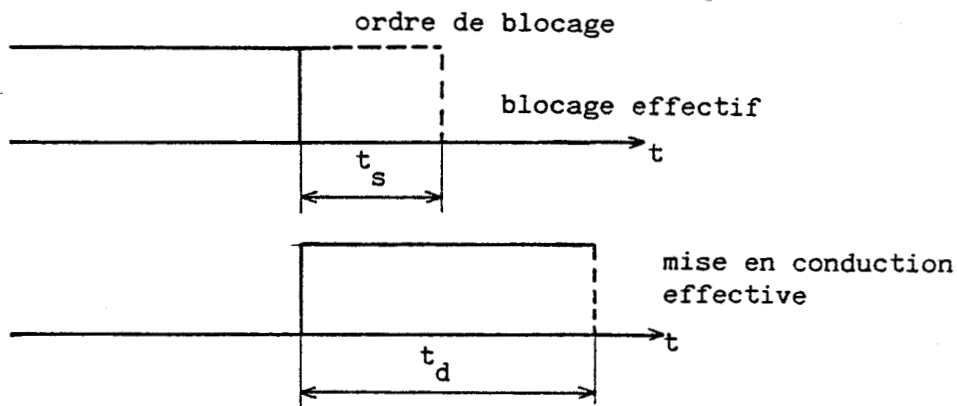 ordre de blocage
blocage effectif
t
t_s
mise en conduction
effective
t
t_d